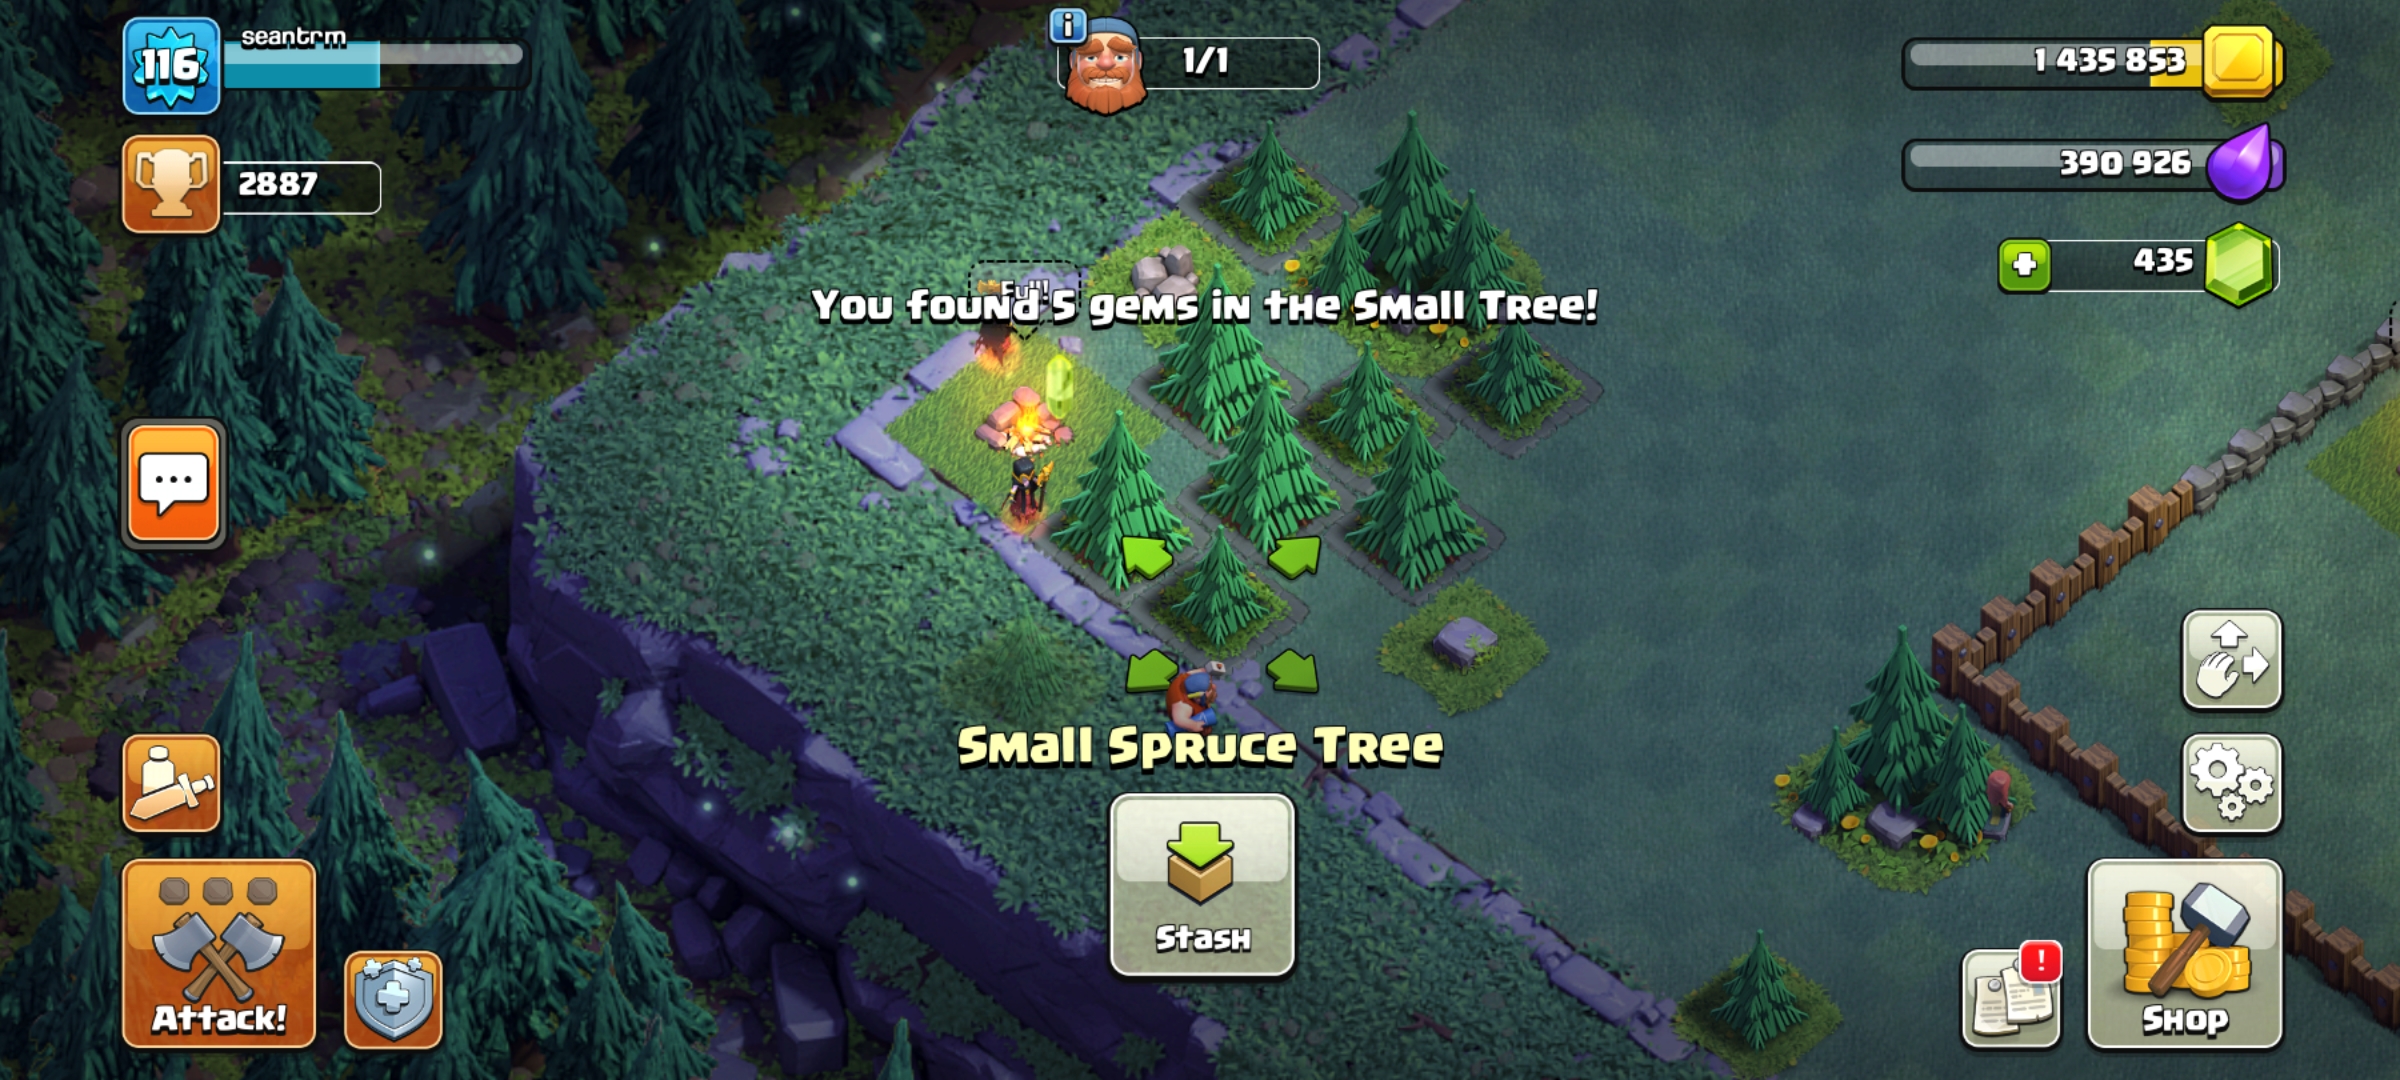 116
seantrm
i
1/1
1 435 853
2887
390 926
435
Full!
You found 5 gems in the Small Tree!
Small Spruce Tree
Stash
Attack!
!
Shop